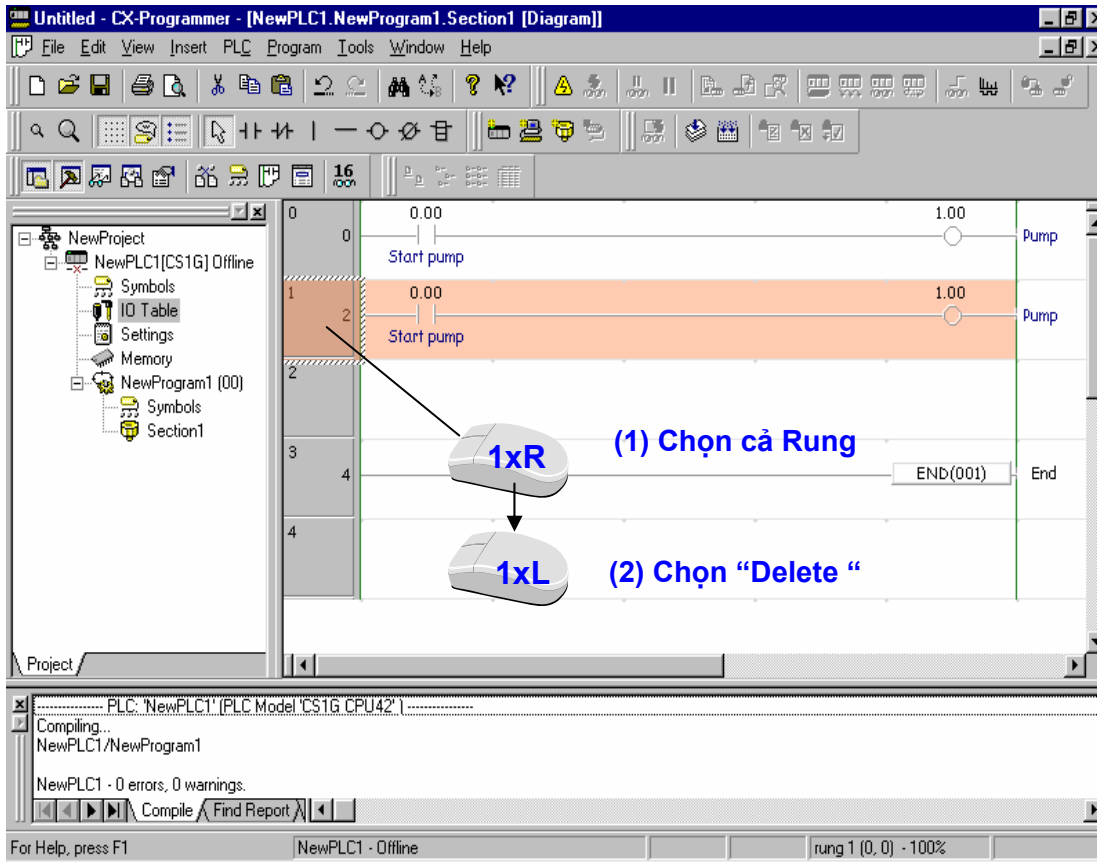 Untitled - CX-Programmer - [NewPLC1.NewProgram1.Section1 [Diagram]]
File Edit View Insert PLC Program Tools Window Help
16
NewProject
NewPLC1[CS1G] Offline
Symbols
IO Table
Settings
Memory
NewProgram1 (00)
Symbols
Section1
Project
0
0
0.00
1.00
Start pump
Pump
1
2
0.00
1.00
Start pump
Pump
2
3
4
END(001)
End
4
1xR
(1) Chọn cả Rung
1xL
(2) Chọn “Delete “
--------------- PLC: 'NewPLC1' (PLC Model 'CS1G CPU42' ) ---------------
Compiling...
NewPLC1/NewProgram1
NewPLC1 - 0 errors, 0 warnings.
Compile Find Report
For Help, press F1
NewPLC1 - Offline
rung 1 (0, 0) - 100%